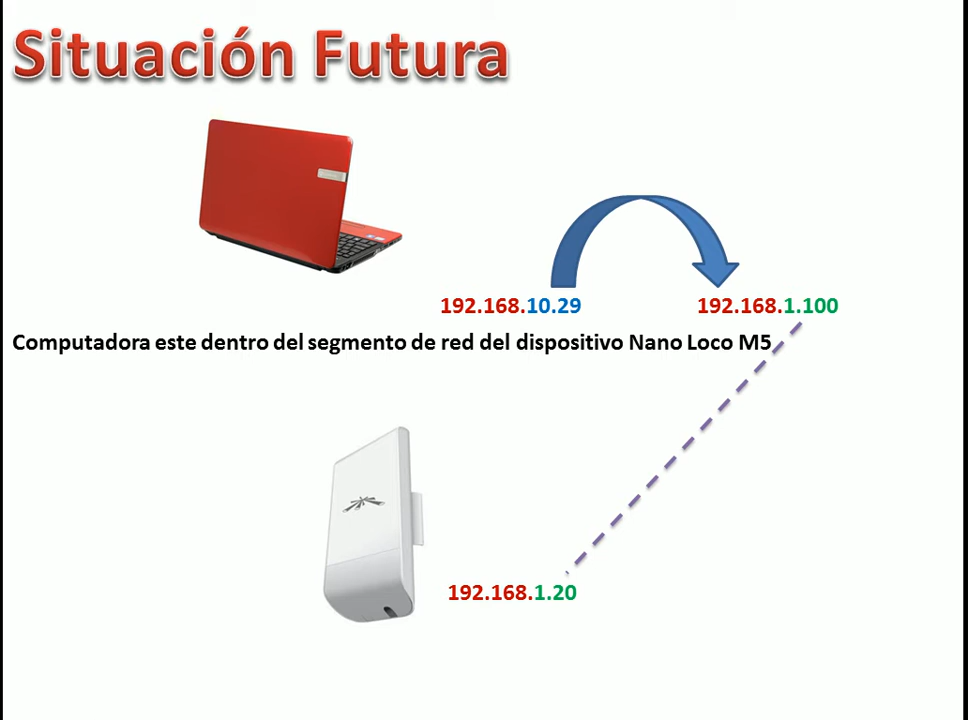 Situación Futura
192.168.10.29 192.168.1.100
Computadora este dentro del segmento de red del dispositivo Nano Loco M5
192.168.1.20